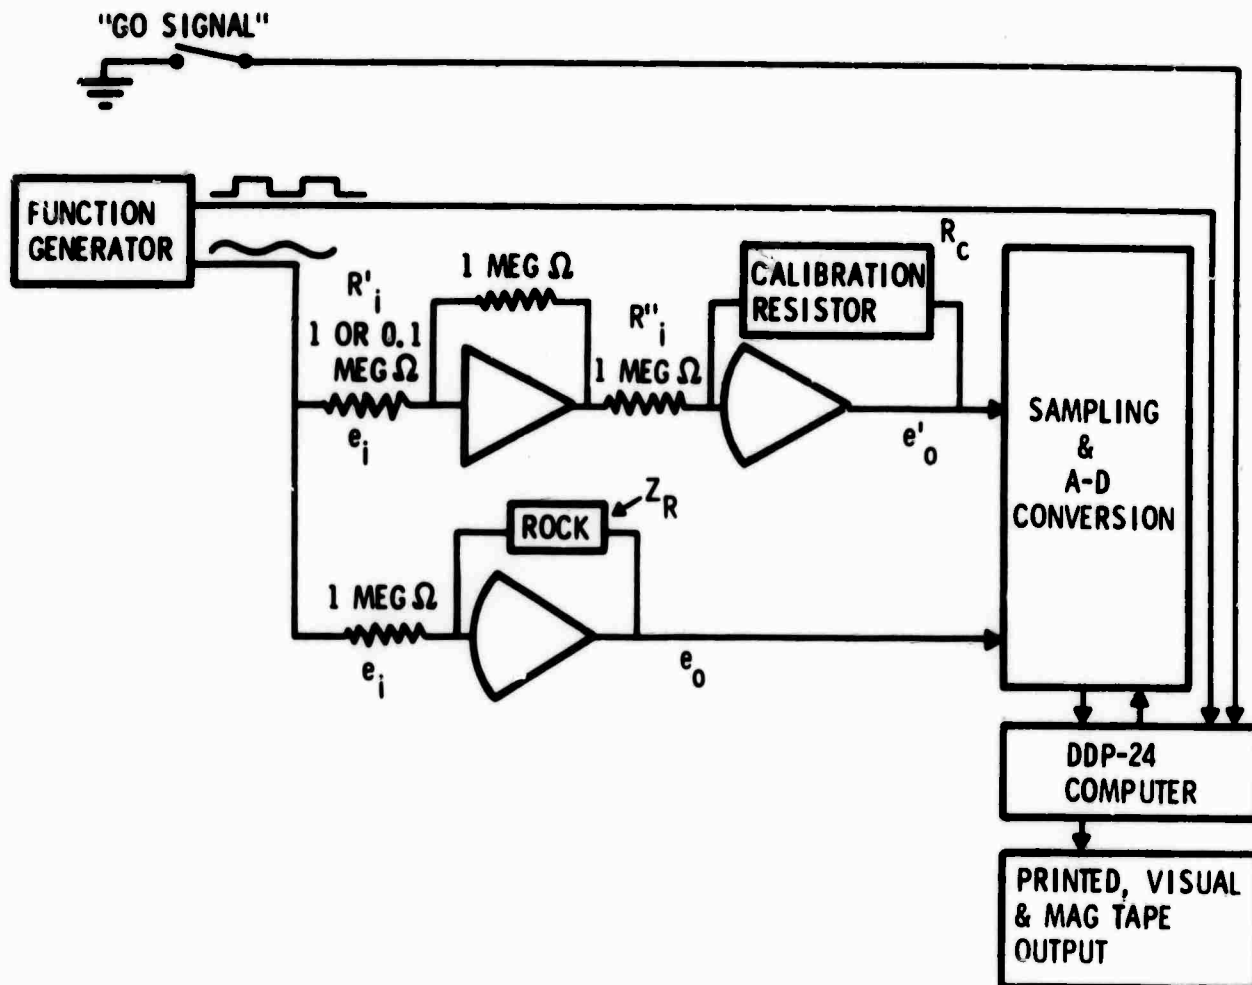 "GO SIGNAL"
FUNCTION
GENERATOR
R'i
1 OR 0.1
MEG Ω
ei
1 MEG Ω
R"i
1 MEG Ω
Rc
CALIBRATION
RESISTOR
e'o
SAMPLING
&
A-D
CONVERSION
ZR
ROCK
1 MEG Ω
ei
eo
DDP-24
COMPUTER
PRINTED, VISUAL
& MAG TAPE
OUTPUT